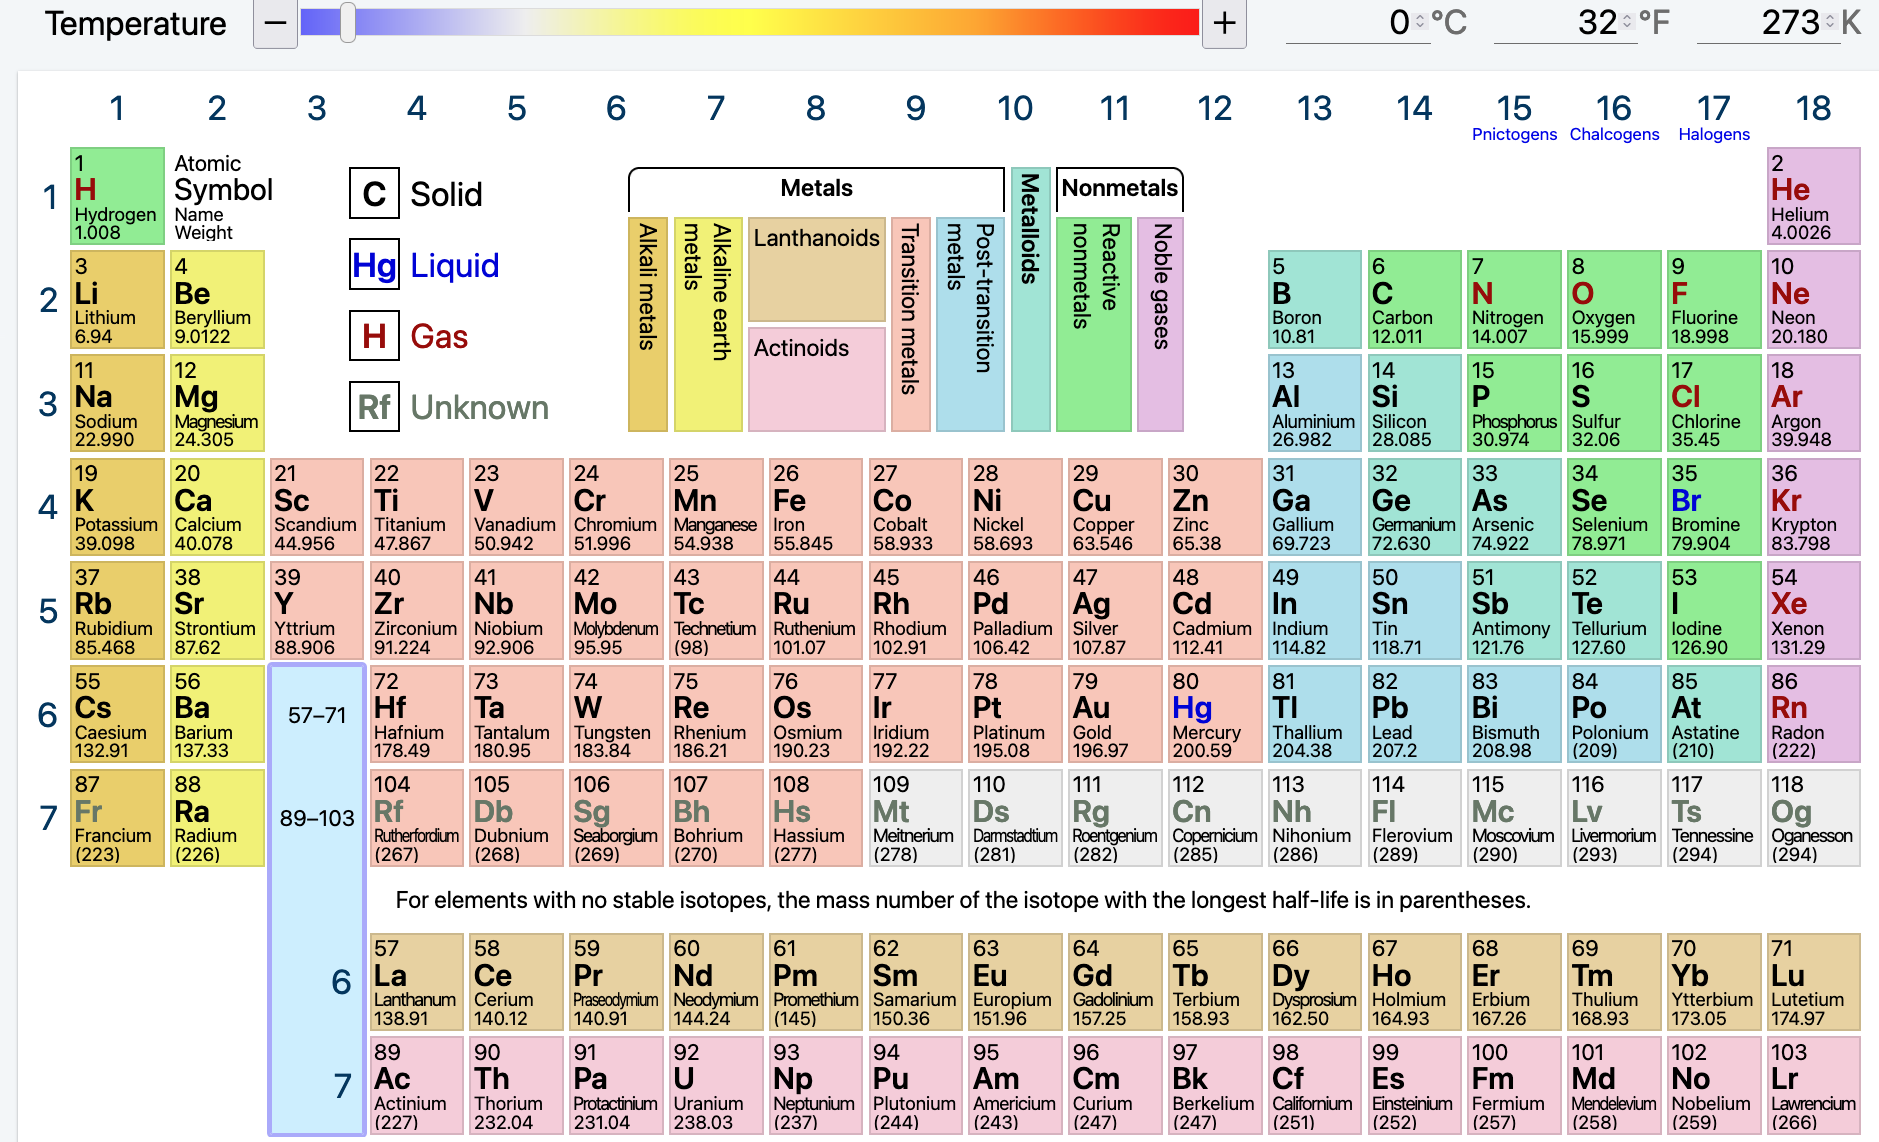 Temperature − + 0 °C 32 °F 273 K
1 2 3 4 5 6 7 8 9 10 11 12 13 14 15 16 17 18
Pnictogens Chalcogens Halogens
1
1
H
Hydrogen
1.008
Atomic
Symbol
Name
Weight
C Solid
Hg Liquid
H Gas
Rf Unknown
Metals
Metalloids
Nonmetals
Alkali metals
Alkaline earth
metals
Lanthanoids
Actinoids
Transition metals
Post-transition
metals
Reactive
nonmetals
Noble gases
2
He
Helium
4.0026
2
3 4 5 6 7 8 9 10
Li Be B C N O F Ne
Lithium Beryllium Boron Carbon Nitrogen Oxygen Fluorine Neon
6.94 9.0122 10.81 12.011 14.007 15.999 18.998 20.180
3
11 12 13 14 15 16 17 18
Na Mg Al Si P S Cl Ar
Sodium Magnesium Aluminium Silicon Phosphorus Sulfur Chlorine Argon
22.990 24.305 26.982 28.085 30.974 32.06 35.45 39.948
4
19 20 21 22 23 24 25 26 27 28 29 30 31 32 33 34 35 36
K Ca Sc Ti V Cr Mn Fe Co Ni Cu Zn Ga Ge As Se Br Kr
Potassium Calcium Scandium Titanium Vanadium Chromium Manganese Iron Cobalt Nickel Copper Zinc Gallium Germanium Arsenic Selenium Bromine Krypton
39.098 40.078 44.956 47.867 50.942 51.996 54.938 55.845 58.933 58.693 63.546 65.38 69.723 72.630 74.922 78.971 79.904 83.798
5
37 38 39 40 41 42 43 44 45 46 47 48 49 50 51 52 53 54
Rb Sr Y Zr Nb Mo Tc Ru Rh Pd Ag Cd In Sn Sb Te I Xe
Rubidium Strontium Yttrium Zirconium Niobium Molybdenum Technetium Ruthenium Rhodium Palladium Silver Cadmium Indium Tin Antimony Tellurium Iodine Xenon
85.468 87.62 88.906 91.224 92.906 95.95 (98) 101.07 102.91 106.42 107.87 112.41 114.82 118.71 121.76 127.60 126.90 131.29
6
55 56 57–71 72 73 74 75 76 77 78 79 80 81 82 83 84 85 86
Cs Ba Hf Ta W Re Os Ir Pt Au Hg Tl Pb Bi Po At Rn
Caesium Barium Hafnium Tantalum Tungsten Rhenium Osmium Iridium Platinum Gold Mercury Thallium Lead Bismuth Polonium Astatine Radon
132.91 137.33 178.49 180.95 183.84 186.21 190.23 192.22 195.08 196.97 200.59 204.38 207.2 208.98 (209) (210) (222)
7
87 88 89–103 104 105 106 107 108 109 110 111 112 113 114 115 116 117 118
Fr Ra Rf Db Sg Bh Hs Mt Ds Rg Cn Nh Fl Mc Lv Ts Og
Francium Radium Rutherfordium Dubnium Seaborgium Bohrium Hassium Meitnerium Darmstadtium Roentgenium Copernicium Nihonium Flerovium Moscovium Livermorium Tennessine Oganesson
(223) (226) (267) (268) (269) (270) (277) (278) (281) (282) (285) (286) (289) (290) (293) (294) (294)
For elements with no stable isotopes, the mass number of the isotope with the longest half-life is in parentheses.
6
57 58 59 60 61 62 63 64 65 66 67 68 69 70 71
La Ce Pr Nd Pm Sm Eu Gd Tb Dy Ho Er Tm Yb Lu
Lanthanum Cerium Praseodymium Neodymium Promethium Samarium Europium Gadolinium Terbium Dysprosium Holmium Erbium Thulium Ytterbium Lutetium
138.91 140.12 140.91 144.24 (145) 150.36 151.96 157.25 158.93 162.50 164.93 167.26 168.93 173.05 174.97
7
89 90 91 92 93 94 95 96 97 98 99 100 101 102 103
Ac Th Pa U Np Pu Am Cm Bk Cf Es Fm Md No Lr
Actinium Thorium Protactinium Uranium Neptunium Plutonium Americium Curium Berkelium Californium Einsteinium Fermium Mendelevium Nobelium Lawrencium
(227) 232.04 231.04 238.03 (237) (244) (243) (247) (247) (251) (252) (257) (258) (259) (266)